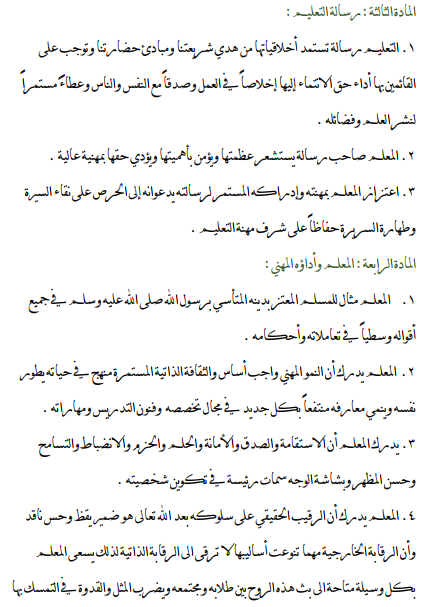 المادة الثالثة : رسالة التعليم :
١. التعليم رسالة تستمد أخلاقياتها من هدي شريعتنا ومبادئ حضارتنا وتوجب على
القائمين بها أداء حق الانتماء إليها إخلاصاً في العمل وصدقاً مع النفس والناس وعطاءً مستمراً
لنشر العلم وفضائله .
٢. المعلم صاحب رسالة يستشعر عظمتها ويؤمن بأهميتها ويؤدي حقها بمهنية عالية .
٣. اعتزاز المعلم بمهنته وإدراكه المستمر لرسالته يدعوانه إلى الحرص على نقاء السيرة
وطهارة السريرة حفاظاً على شرف مهنة التعليم .
المادة الرابعة : المعلم وأداؤه المهني :
١. المعلم مثال للمسلم المعتز بدينه المتأسي برسول الله صلى الله عليه وسلم في جميع
أقواله وسطياً في تعاملاته وأحكامه .
٢. المعلم يدرك أن النمو المهني واجب أساس والثقافة الذاتية المستمرة منهج في حياته يطور
نفسه وينمي معارفه منتفعاً بكل جديد في مجال تخصصه وفنون التدريس ومهاراته .
٣. يدرك المعلم أن الاستقامة والصدق والأمانة والحلم والحزم والانضباط والتسامح
وحسن المظهر وبشاشة الوجه سمات رئيسة في تكوين شخصيته .
٤. المعلم يدرك أن الرقيب الحقيقي على سلوكه بعد الله تعالى هو ضمير يقظ وحس ناقد
وأن الرقابة الخارجية مهما تنوعت أساليبها لا ترقى الى الرقابة الذاتية لذلك يسعى المعلم
بكل وسيلة متاحة الى بث هذه الروح بين طلابه ومجتمعه ويضرب المثل والقدوة في التمسك بها